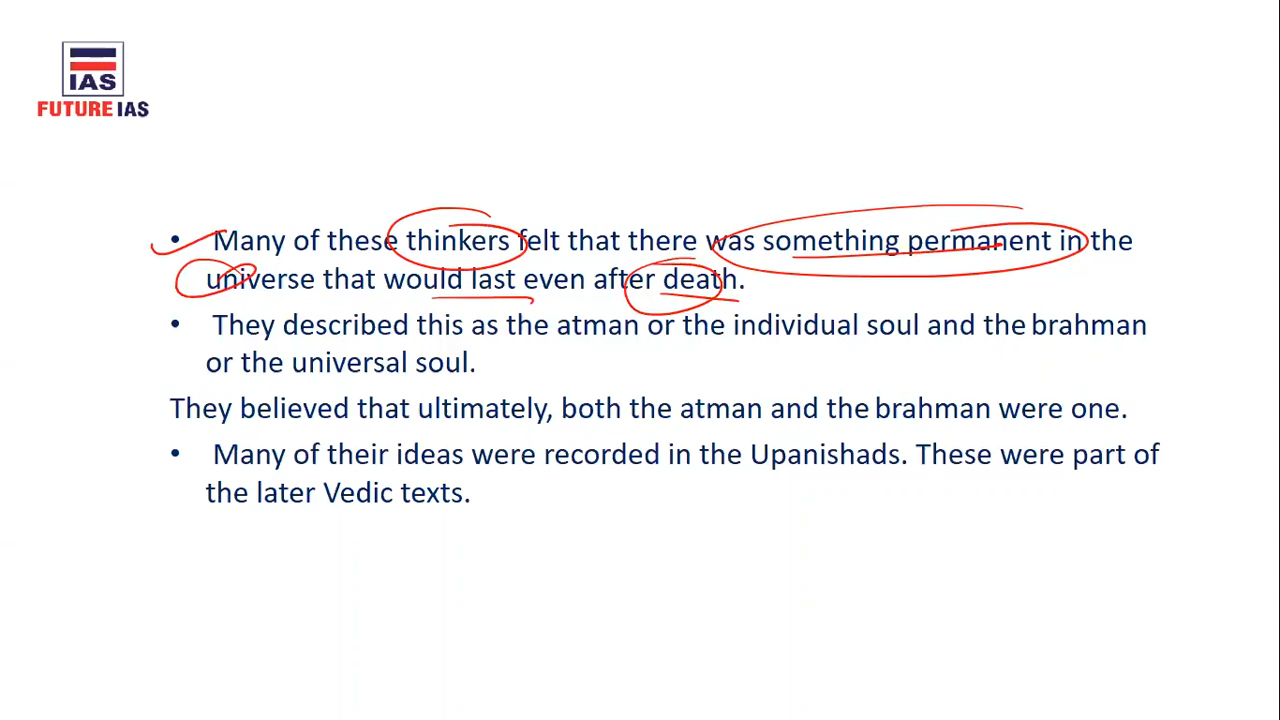 IAS
FUTURE IAS
• Many of these thinkers felt that there was something permanent in the
universe that would last even after death.
• They described this as the atman or the individual soul and the brahman
or the universal soul.
They believed that ultimately, both the atman and the brahman were one.
• Many of their ideas were recorded in the Upanishads. These were part of
the later Vedic texts.